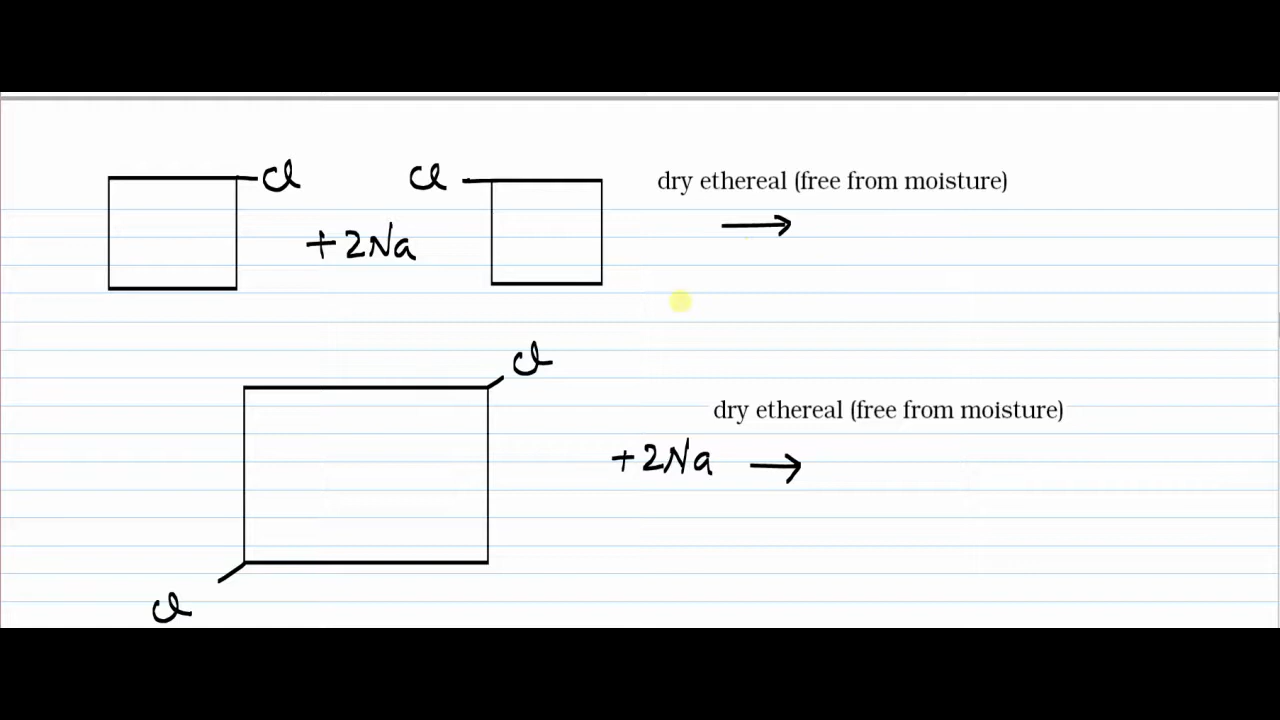 Cl Cl dry ethereal (free from moisture)
+2Na →
Cl
dry ethereal (free from moisture)
+2Na →
Cl